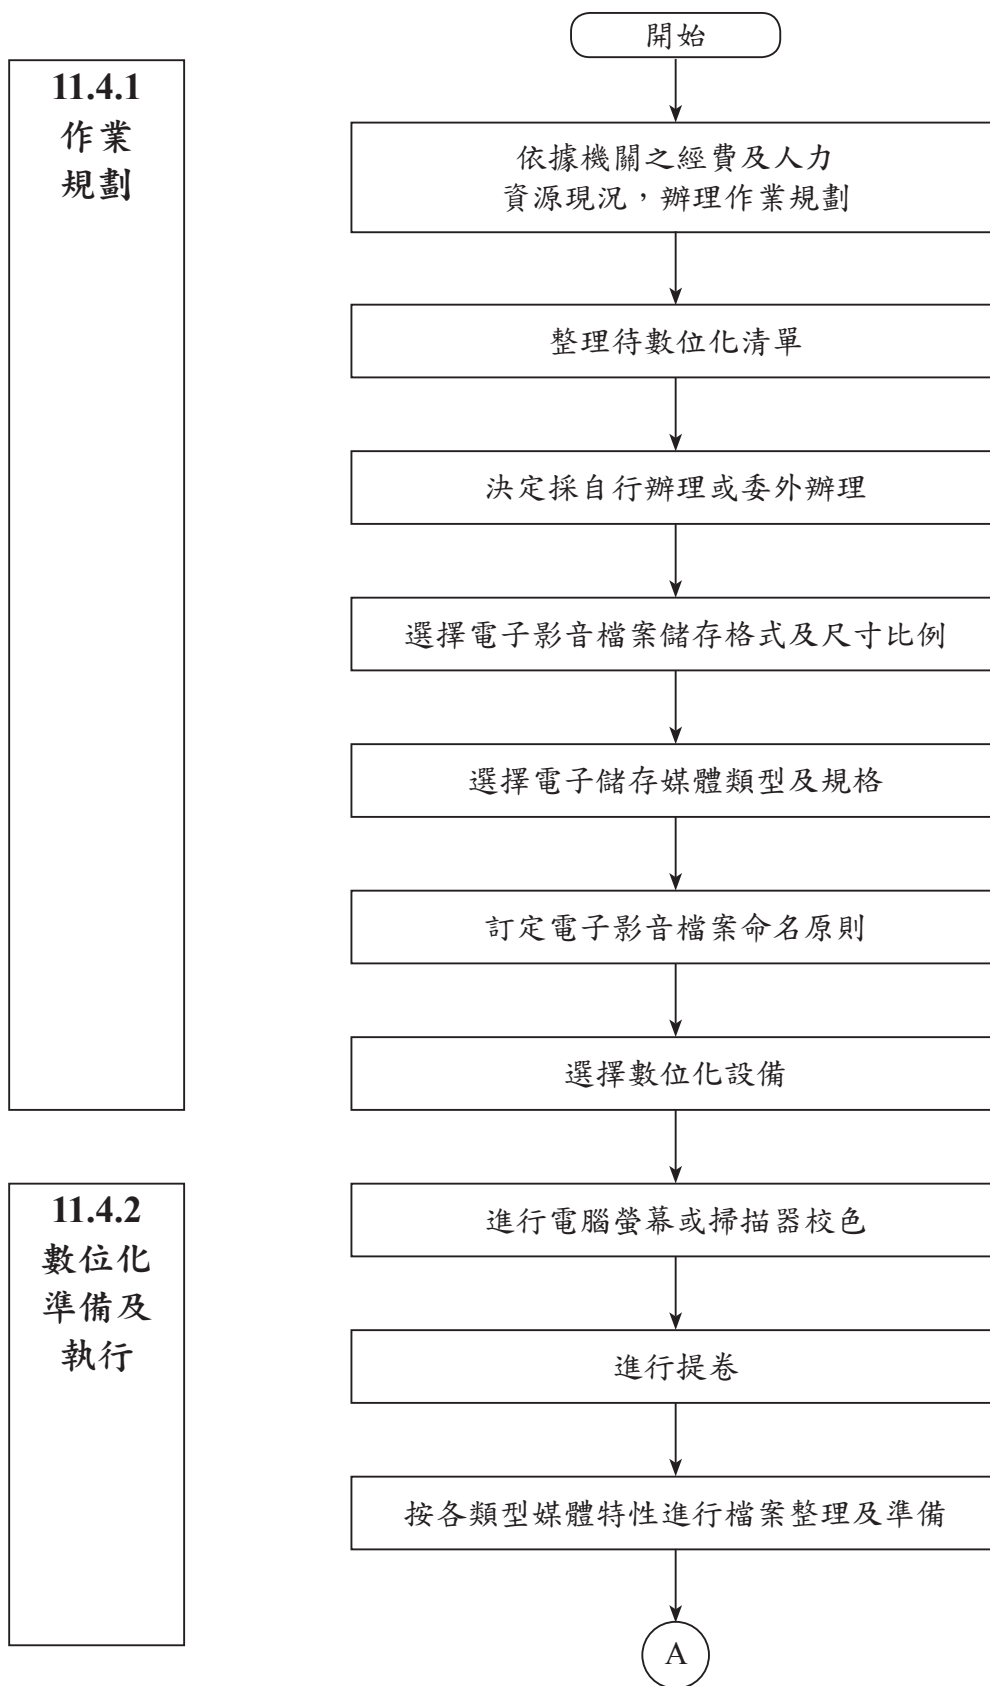 開始
11.4.1
作業
規劃
依據機關之經費及人力
資源現況，辦理作業規劃
整理待數位化清單
決定採自行辦理或委外辦理
選擇電子影音檔案儲存格式及尺寸比例
選擇電子儲存媒體類型及規格
訂定電子影音檔案命名原則
選擇數位化設備
11.4.2
數位化
準備及
執行
進行電腦螢幕或掃描器校色
進行提卷
按各類型媒體特性進行檔案整理及準備
A